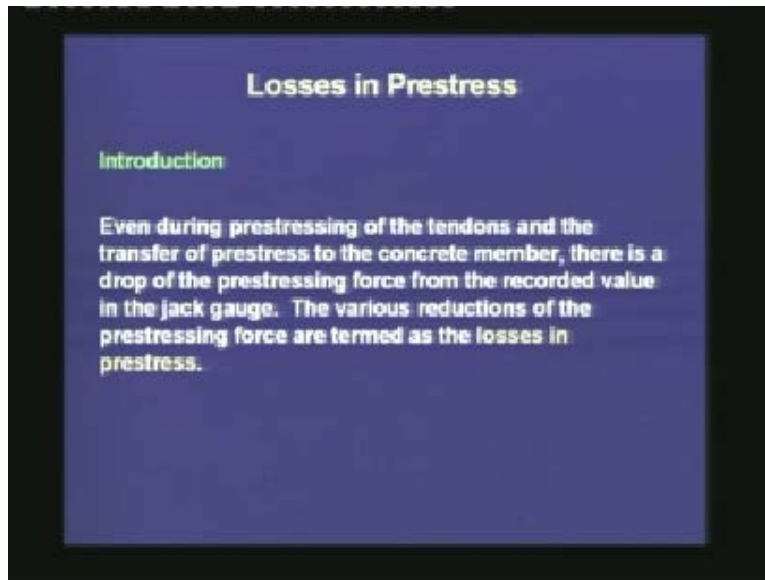 Losses in Prestress
Introduction
Even during prestressing of the tendons and the
transfer of prestress to the concrete member, there is a
drop of the prestressing force from the recorded value
in the jack gauge. The various reductions of the
prestressing force are termed as the losses in
prestress.